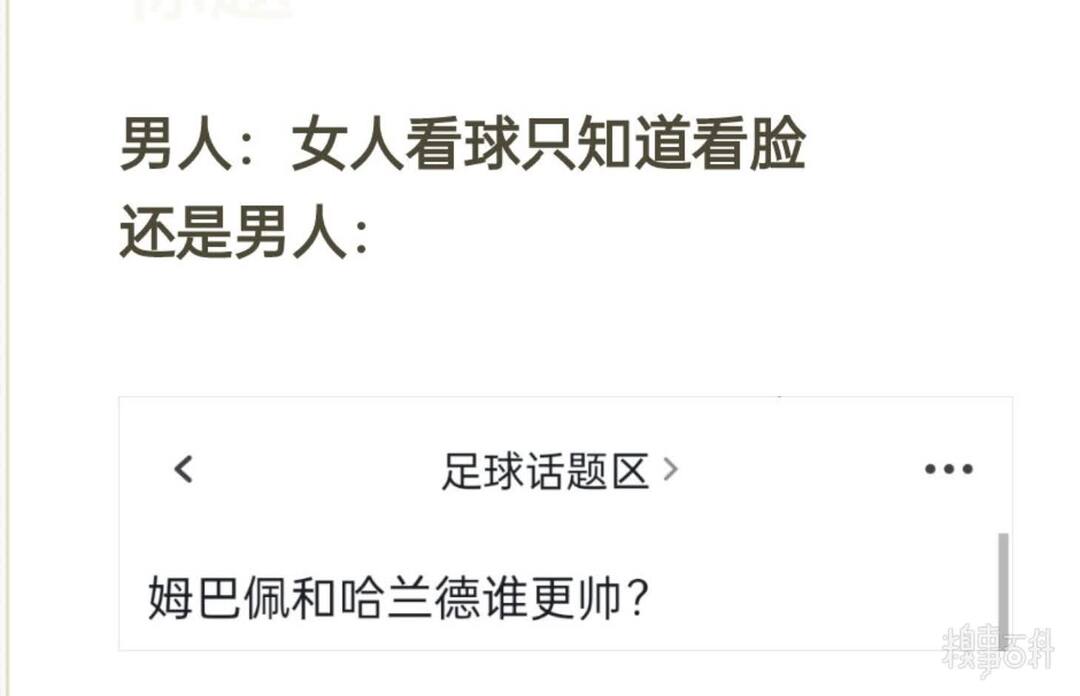 男人：女人看球只知道看脸
还是男人：
足球话题区
姆巴佩和哈兰德谁更帅？
糗事百科